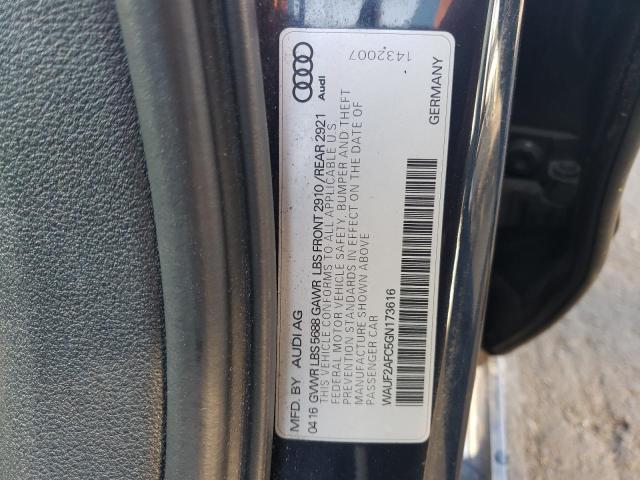 MFD. BY AUDI AG
04 16 GVWR LBS 5688 GAWR LBS FRONT 2910 / REAR 2921
THIS VEHICLE CONFORMS TO ALL APPLICABLE U.S.
FEDERAL MOTOR VEHICLE SAFETY, BUMPER AND THEFT
PREVENTION STANDARDS IN EFFECT ON THE DATE OF
MANUFACTURE SHOWN ABOVE
PASSENGER CAR
WAUF2AFC5GN173616
GERMANY
Audi
1432007